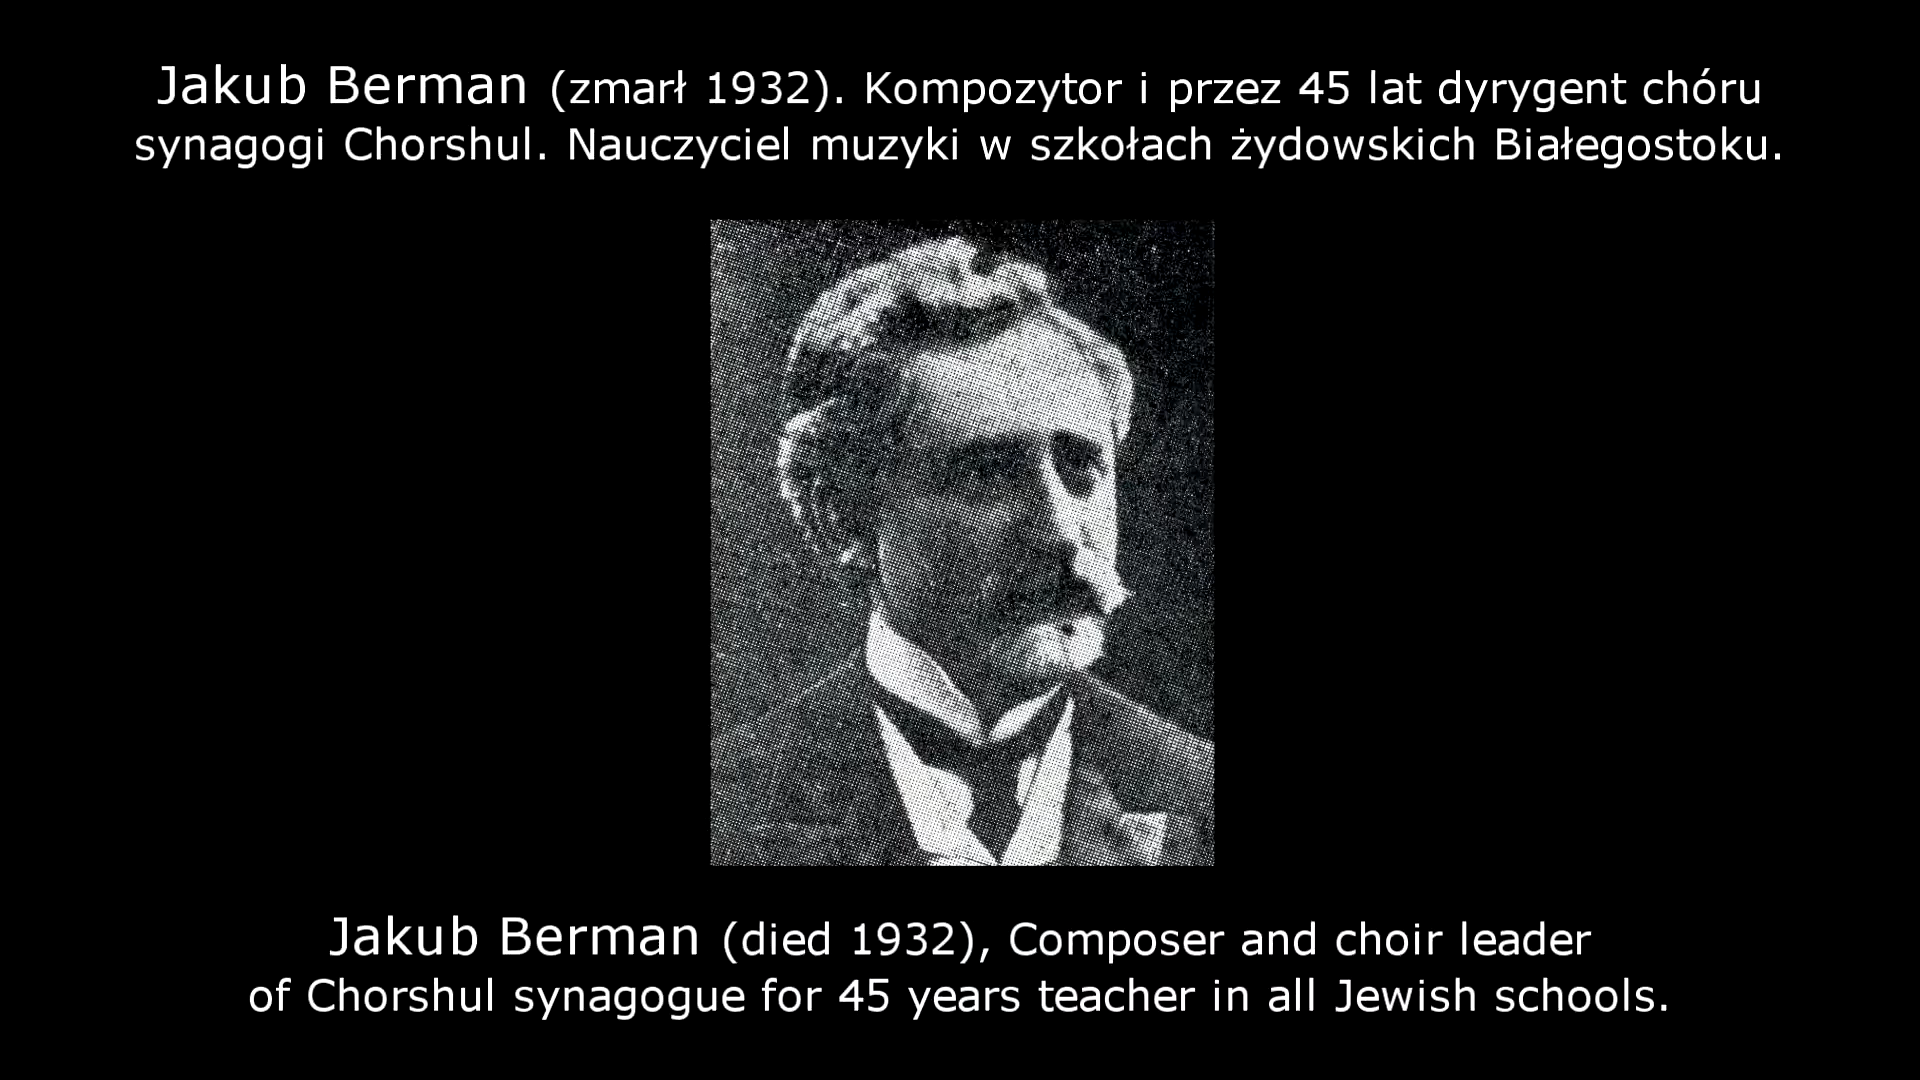 Jakub Berman (zmarł 1932). Kompozytor i przez 45 lat dyrygent chóru
synagogi Chorshul. Nauczyciel muzyki w szkołach żydowskich Białegostoku.
Jakub Berman (died 1932), Composer and choir leader
of Chorshul synagogue for 45 years teacher in all Jewish schools.